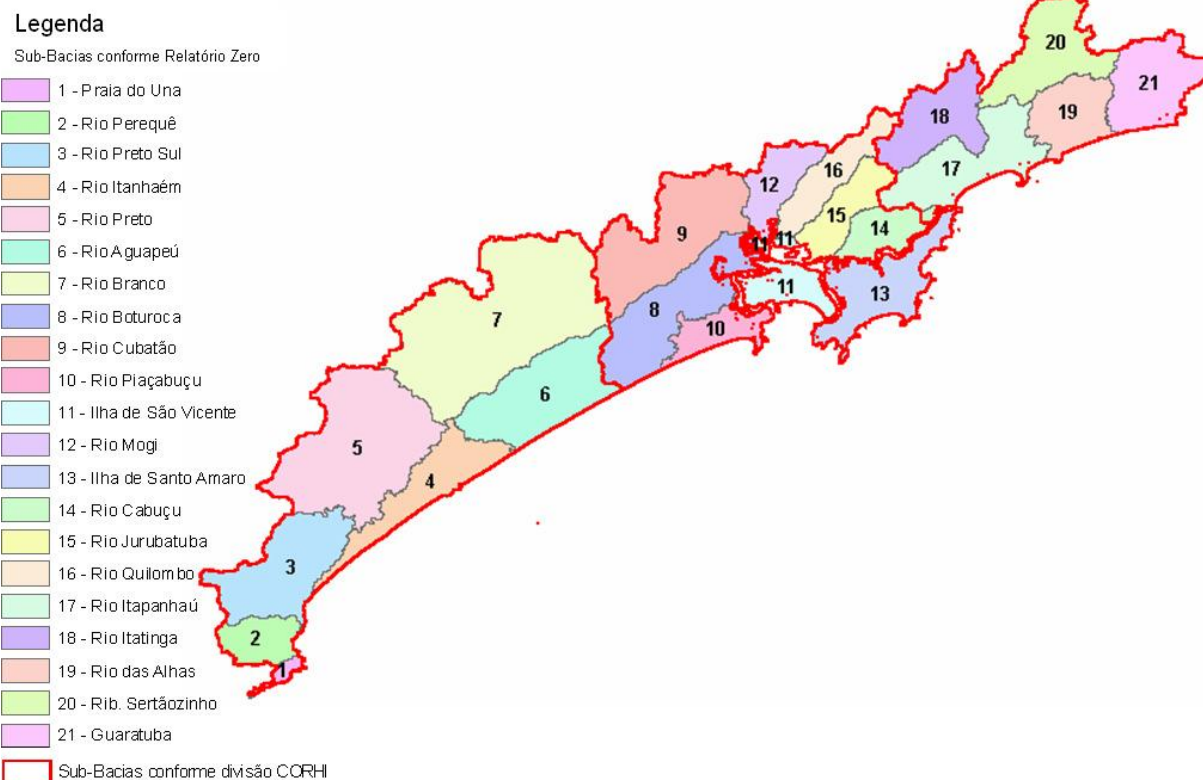 Legenda
Sub-Bacias conforme Relatório Zero
1 - Praia do Una
2 - Rio Perequê
3 - Rio Preto Sul
4 - Rio Itanhaém
5 - Rio Preto
6 - Rio Aguapeú
7 - Rio Branco
8 - Rio Boturoca
9 - Rio Cubatão
10 - Rio Piaçabuçu
11 - Ilha de São Vicente
12 - Rio Mogi
13 - Ilha de Santo Amaro
14 - Rio Cabuçu
15 - Rio Jurubatuba
16 - Rio Quilombo
17 - Rio Itapanhaú
18 - Rio Itatinga
19 - Rio das Alhas
20 - Rib. Sertãozinho
21 - Guaratuba
Sub-Bacias conforme divisão CORHI
20
21
19
18
17
16
12
15
14
9
11
11
11
13
8
10
7
6
5
4
3
2
1